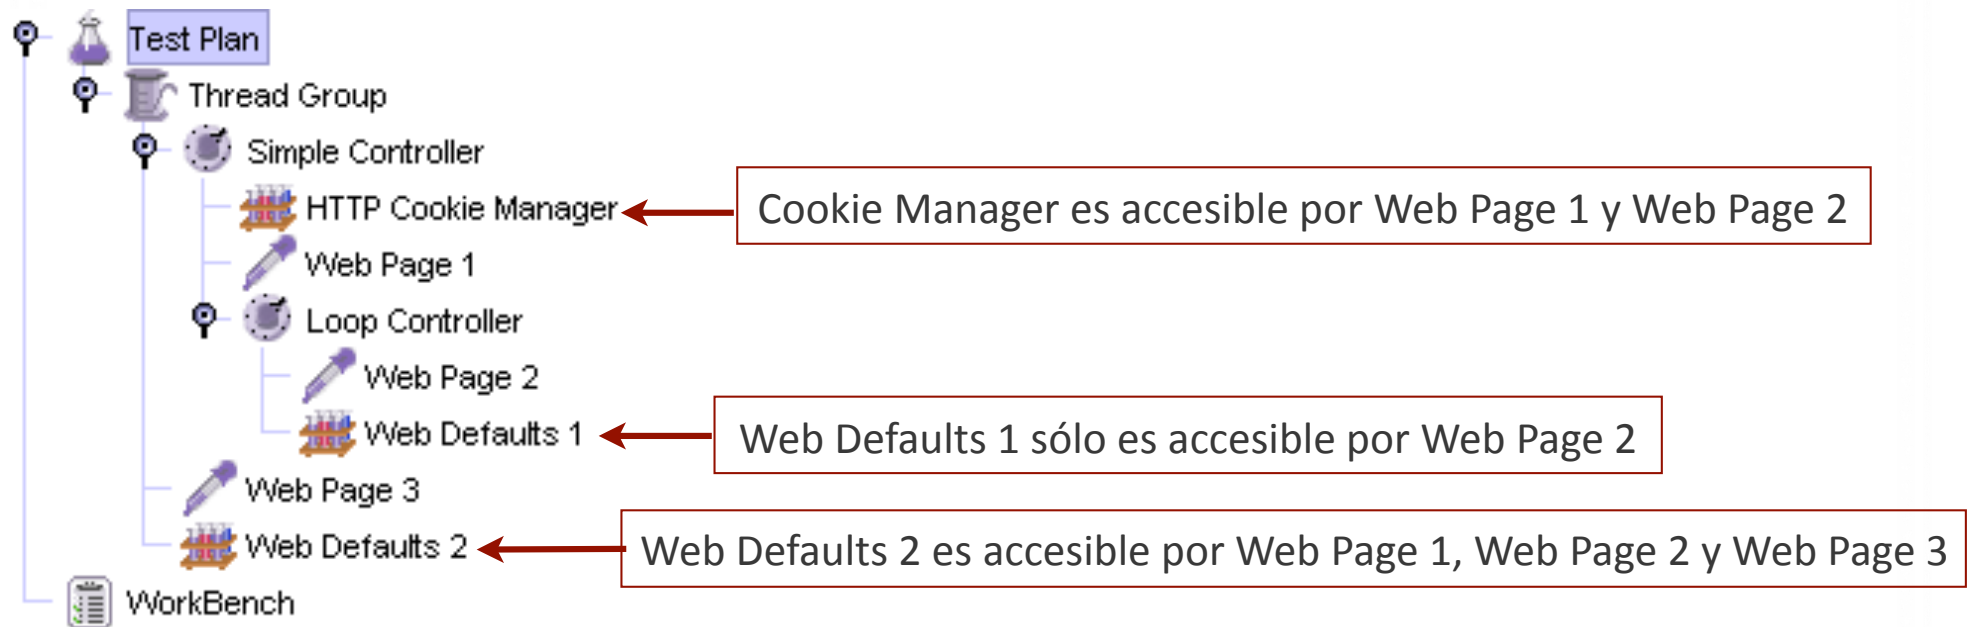 Test Plan
Thread Group
Simple Controller
HTTP Cookie Manager
Cookie Manager es accesible por Web Page 1 y Web Page 2
Web Page 1
Loop Controller
Web Page 2
Web Defaults 1
Web Defaults 1 sólo es accesible por Web Page 2
Web Page 3
Web Defaults 2
Web Defaults 2 es accesible por Web Page 1, Web Page 2 y Web Page 3
WorkBench